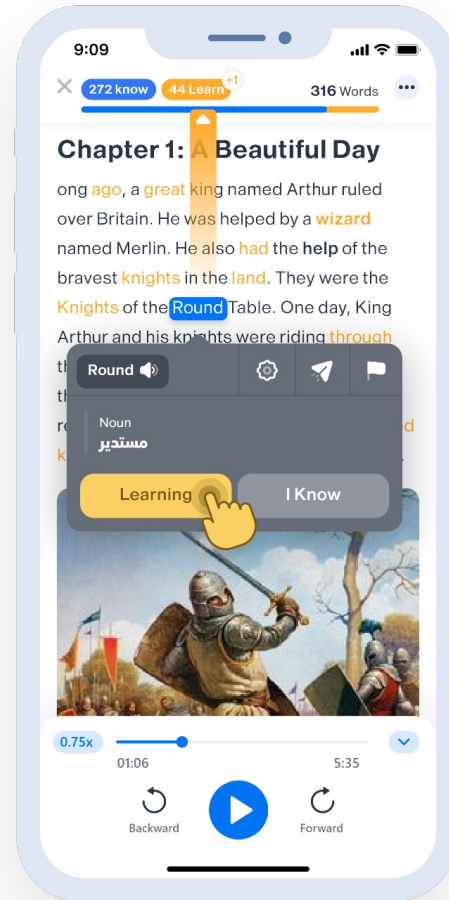 9:09
272 know 44 Learn +1 316 Words
Chapter 1: A Beautiful Day
ong ago, a great king named Arthur ruled
over Britain. He was helped by a wizard
named Merlin. He also had the help of the
bravest knights in the land. They were the
Knights of the Round Table. One day, King
Arthur and his knights were riding through
Round
Noun
مستدير
Learning I Know
0.75x
01:06 5:35
Backward Forward